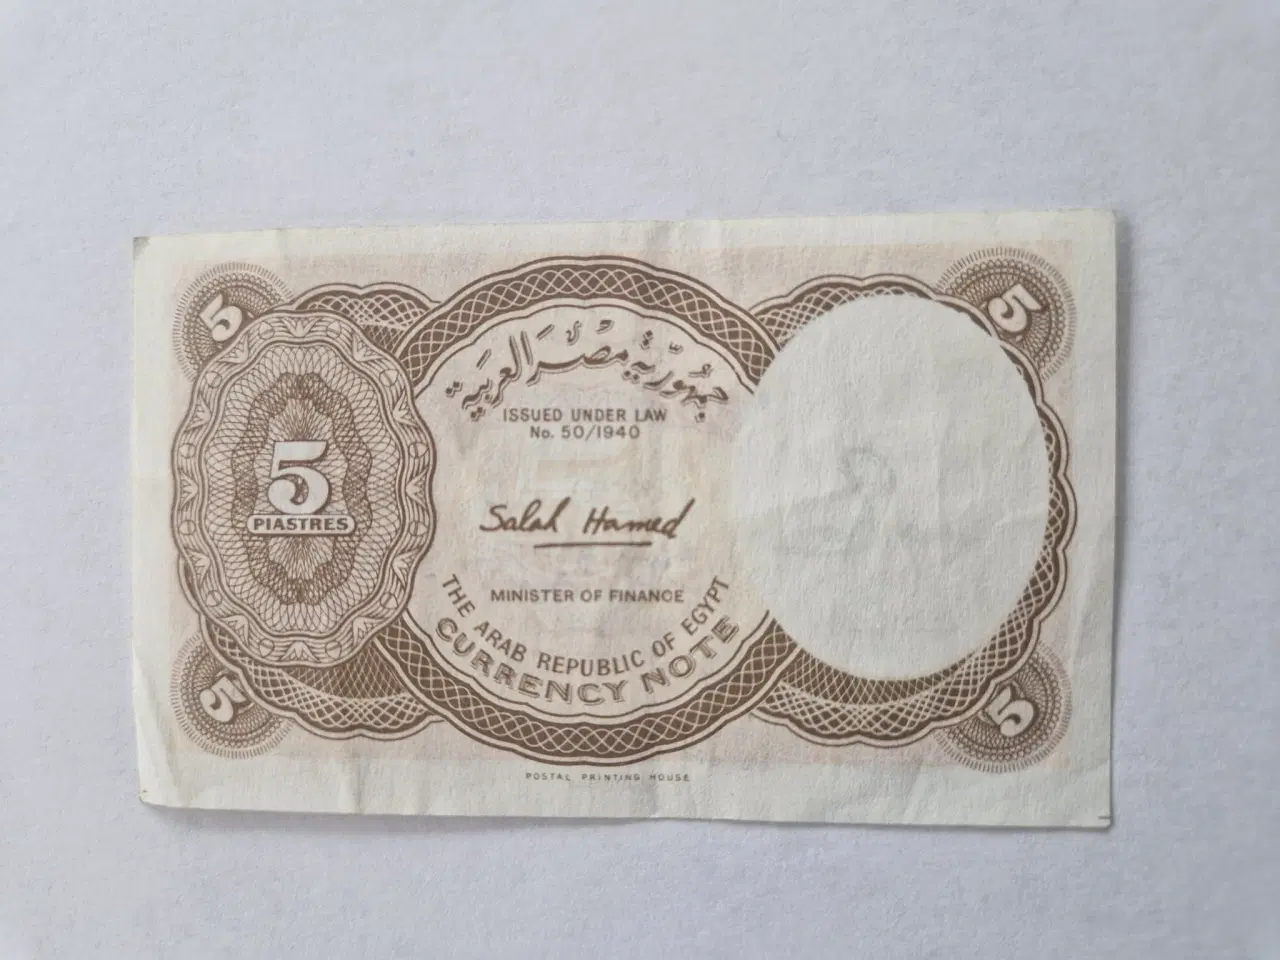 5
5
جمهورية مصر العربية
ISSUED UNDER LAW
No. 50/1940
5
PIASTRES
Salah Hamed
MINISTER OF FINANCE
THE ARAB REPUBLIC OF EGYPT
CURRENCY NOTE
5
5
POSTAL PRINTING HOUSE